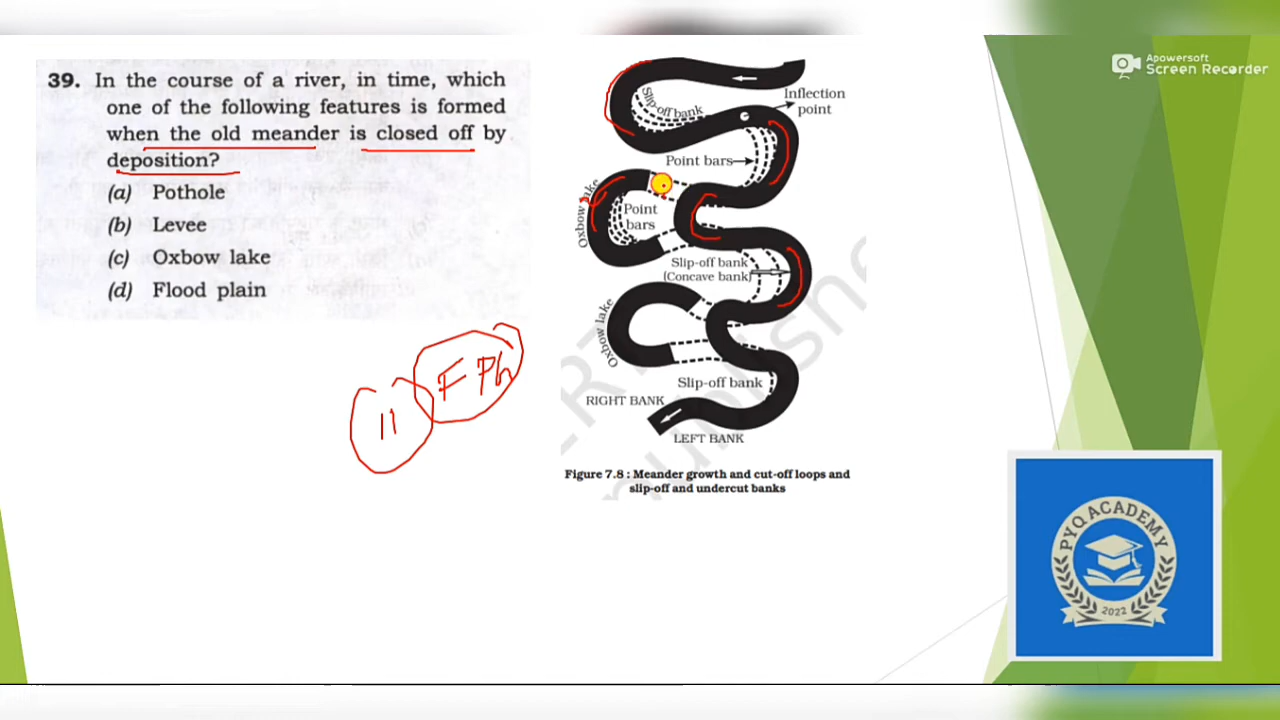 39. In the course of a river, in time, which
one of the following features is formed
when the old meander is closed off by
deposition?
(a) Pothole
(b) Levee
(c) Oxbow lake
(d) Flood plain
11
F Ph
Slip-off bank
Inflection
point
Point bars
Oxbow lake
Point
bars
Slip-off bank
(Concave bank)
Oxbow lake
Slip-off bank
RIGHT BANK
LEFT BANK
Figure 7.8 : Meander growth and cut-off loops and
slip-off and undercut banks
Apowersoft
Screen Recorder
PYQ ACADEMY
2022